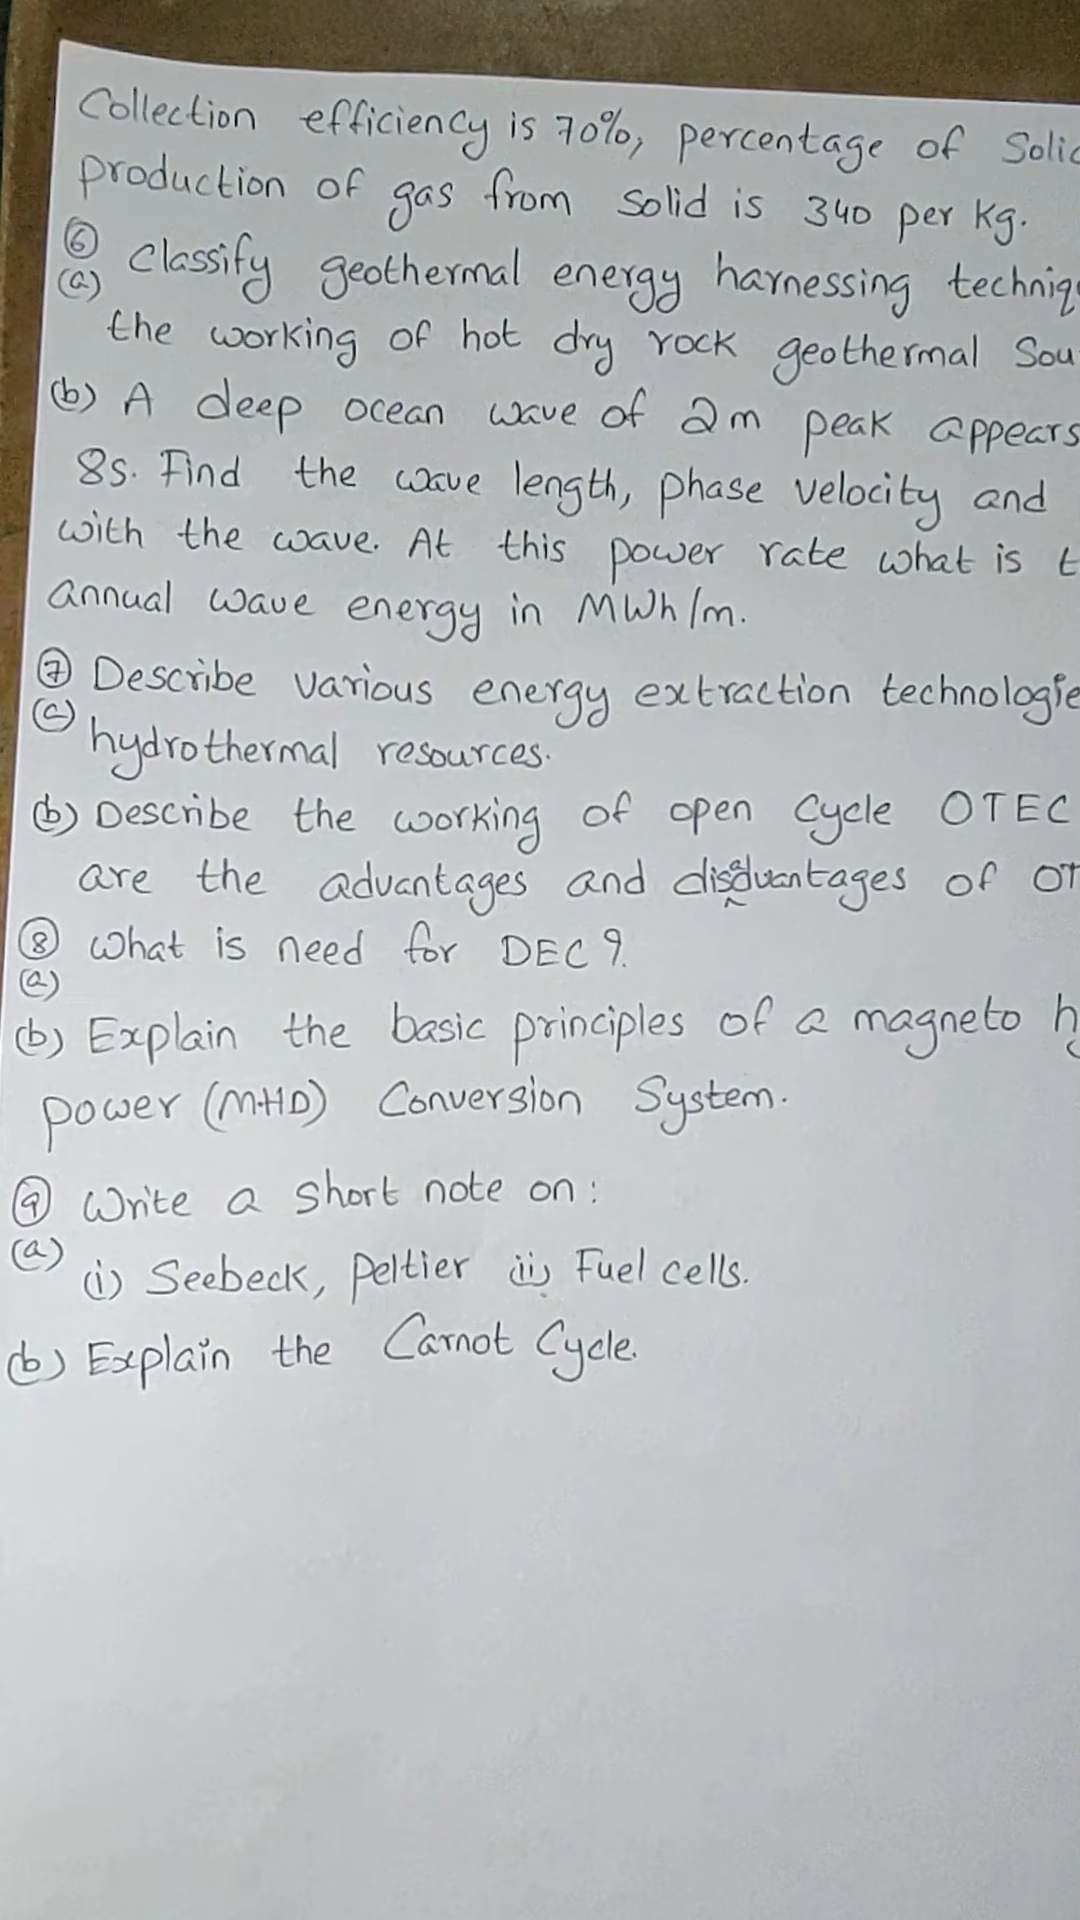 Collection efficiency is 70%, percentage of Solid
production of gas from solid is 340 per kg.
⑥
(a) Classify geothermal energy harnessing techniq
the working of hot dry rock geothermal Sou
(b) A deep ocean wave of 2m peak appears
8s. Find the wave length, phase velocity and
with the wave. At this power rate what is t
annual wave energy in MWh/m.
⑦ Describe various energy extraction technologie
(a) hydrothermal resources.
(b) Describe the working of open cycle OTEC
are the advantages and disadvantages of OT
⑧ What is need for DEC?
(a)
(b) Explain the basic principles of a magneto hy
power (MHD) Conversion System.
⑨ Write a short note on:
(a) (i) Seebeck, peltier (ii) Fuel cells.
(b) Explain the Carnot Cycle.